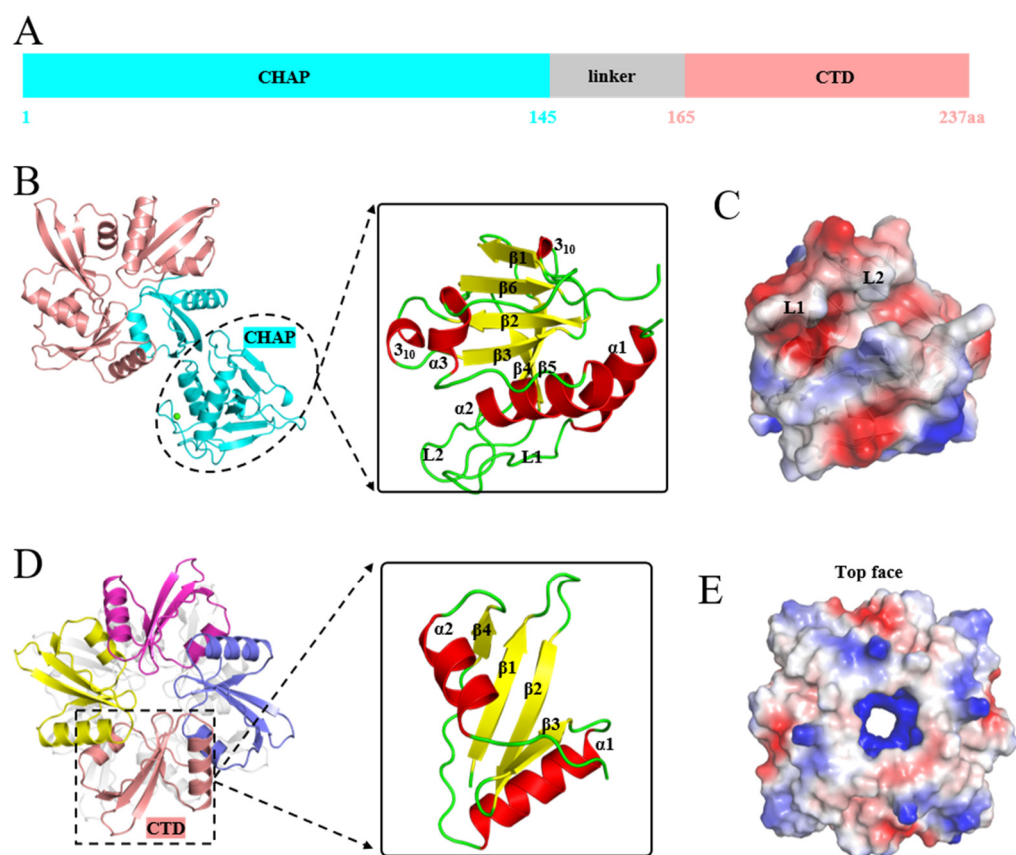 A
CHAP linker CTD
1 145 165 237aa
B
CHAP
β1 3₁₀
β6
β2
β3
3₁₀ α3 β4 β5 α1
α2
L2 L1
C
L2
L1
D
CTD
α2 β4
β1
β2
β3
α1
E
Top face